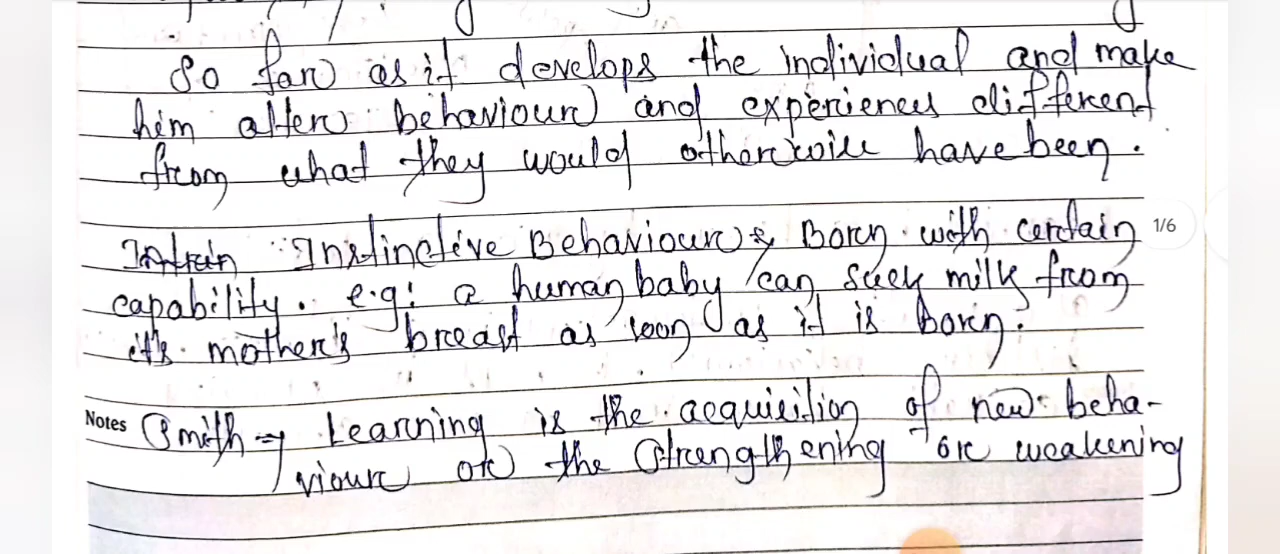 So far as it develops the individual and make
him alter behaviour and experiences different
from what they would otherwise have been.
Instinctive Behaviour & Born with certain
1/6
capability. e.g: a human baby can suck milk from
it's mother's breast as soon as it is born.
Notes Smith → Learning is the acquisition of new beha-
viour or the strengthening or weakening